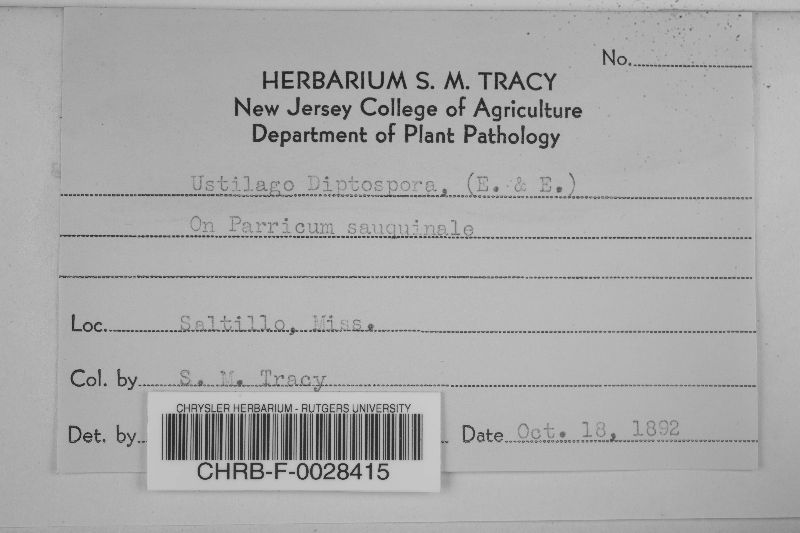 No.
HERBARIUM S. M. TRACY
New Jersey College of Agriculture
Department of Plant Pathology
Ustilago Diptospora, (E. & E.)
On Parricum sauquinale
Loc. Saltillo, Miss.
Col. by S. M. Tracy
Det. by
Date Oct. 18, 1892
CHRYSLER HERBARIUM - RUTGERS UNIVERSITY
CHRB-F-0028415